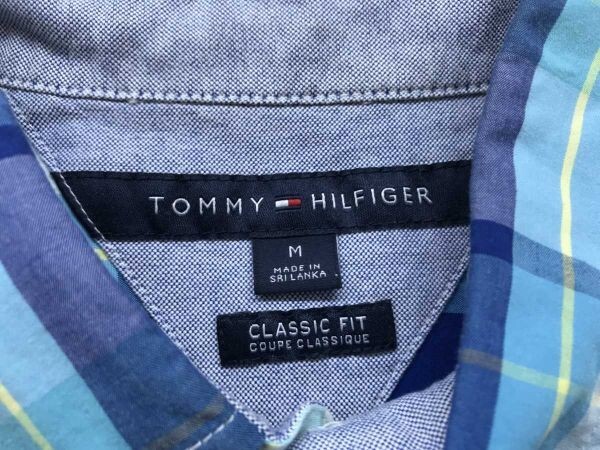 TOMMY HILFIGER
M
MADE IN
SRI LANKA
CLASSIC FIT
COUPE CLASSIQUE